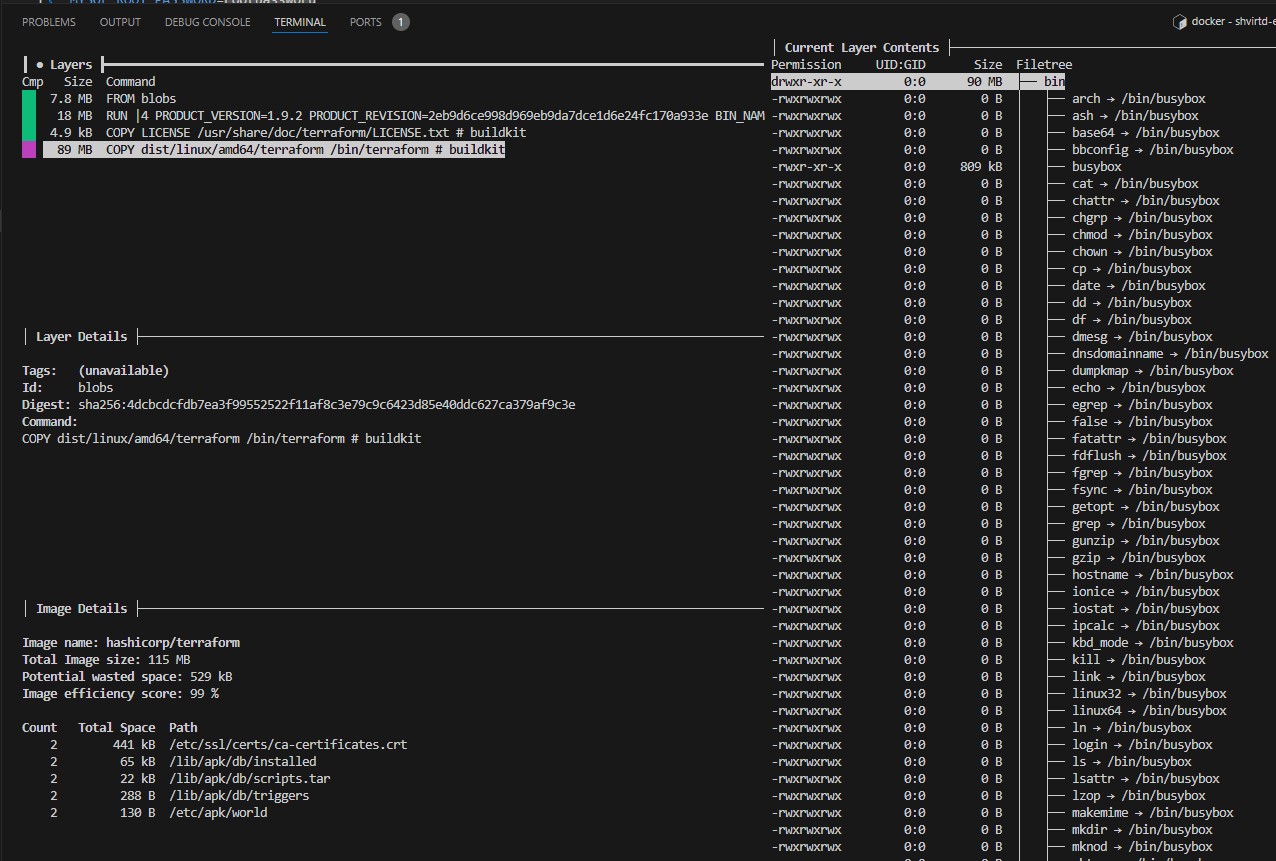 MYSQL_ROOT_PASSWORD=rootpassword
PROBLEMS OUTPUT DEBUG CONSOLE TERMINAL PORTS 1
docker - shvirtd-e
● Layers
Cmp Size Command
7.8 MB FROM blobs
18 MB RUN |4 PRODUCT_VERSION=1.9.2 PRODUCT_REVISION=2eb9d6ce998d969eb9da7dce1d6e24fc170a933e BIN_NAM
4.9 kB COPY LICENSE /usr/share/doc/terraform/LICENSE.txt # buildkit
89 MB COPY dist/linux/amd64/terraform /bin/terraform # buildkit
Layer Details
Tags: (unavailable)
Id: blobs
Digest: sha256:4dcbcdcfdb7ea3f99552522f11af8c3e79c9c6423d85e40ddc627ca379af9c3e
Command:
COPY dist/linux/amd64/terraform /bin/terraform # buildkit
Image Details
Image name: hashicorp/terraform
Total Image size: 115 MB
Potential wasted space: 529 kB
Image efficiency score: 99 %
Count Total Space Path
2 441 kB /etc/ssl/certs/ca-certificates.crt
2 65 kB /lib/apk/db/installed
2 22 kB /lib/apk/db/scripts.tar
2 288 B /lib/apk/db/triggers
2 130 B /etc/apk/world
Current Layer Contents
Permission UID:GID Size Filetree
drwxr-xr-x 0:0 90 MB bin
-rwxrwxrwx 0:0 0 B arch → /bin/busybox
-rwxrwxrwx 0:0 0 B ash → /bin/busybox
-rwxrwxrwx 0:0 0 B base64 → /bin/busybox
-rwxrwxrwx 0:0 0 B bbconfig → /bin/busybox
-rwxr-xr-x 0:0 809 kB busybox
-rwxrwxrwx 0:0 0 B cat → /bin/busybox
-rwxrwxrwx 0:0 0 B chattr → /bin/busybox
-rwxrwxrwx 0:0 0 B chgrp → /bin/busybox
-rwxrwxrwx 0:0 0 B chmod → /bin/busybox
-rwxrwxrwx 0:0 0 B chown → /bin/busybox
-rwxrwxrwx 0:0 0 B cp → /bin/busybox
-rwxrwxrwx 0:0 0 B date → /bin/busybox
-rwxrwxrwx 0:0 0 B dd → /bin/busybox
-rwxrwxrwx 0:0 0 B df → /bin/busybox
-rwxrwxrwx 0:0 0 B dmesg → /bin/busybox
-rwxrwxrwx 0:0 0 B dnsdomainname → /bin/busybox
-rwxrwxrwx 0:0 0 B dumpkmap → /bin/busybox
-rwxrwxrwx 0:0 0 B echo → /bin/busybox
-rwxrwxrwx 0:0 0 B egrep → /bin/busybox
-rwxrwxrwx 0:0 0 B false → /bin/busybox
-rwxrwxrwx 0:0 0 B fatattr → /bin/busybox
-rwxrwxrwx 0:0 0 B fdflush → /bin/busybox
-rwxrwxrwx 0:0 0 B fgrep → /bin/busybox
-rwxrwxrwx 0:0 0 B fsync → /bin/busybox
-rwxrwxrwx 0:0 0 B getopt → /bin/busybox
-rwxrwxrwx 0:0 0 B grep → /bin/busybox
-rwxrwxrwx 0:0 0 B gunzip → /bin/busybox
-rwxrwxrwx 0:0 0 B gzip → /bin/busybox
-rwxrwxrwx 0:0 0 B hostname → /bin/busybox
-rwxrwxrwx 0:0 0 B ionice → /bin/busybox
-rwxrwxrwx 0:0 0 B iostat → /bin/busybox
-rwxrwxrwx 0:0 0 B ipcalc → /bin/busybox
-rwxrwxrwx 0:0 0 B kbd_mode → /bin/busybox
-rwxrwxrwx 0:0 0 B kill → /bin/busybox
-rwxrwxrwx 0:0 0 B link → /bin/busybox
-rwxrwxrwx 0:0 0 B linux32 → /bin/busybox
-rwxrwxrwx 0:0 0 B linux64 → /bin/busybox
-rwxrwxrwx 0:0 0 B ln → /bin/busybox
-rwxrwxrwx 0:0 0 B login → /bin/busybox
-rwxrwxrwx 0:0 0 B ls → /bin/busybox
-rwxrwxrwx 0:0 0 B lsattr → /bin/busybox
-rwxrwxrwx 0:0 0 B lzop → /bin/busybox
-rwxrwxrwx 0:0 0 B makemime → /bin/busybox
-rwxrwxrwx 0:0 0 B mkdir → /bin/busybox
-rwxrwxrwx 0:0 0 B mknod → /bin/busybox